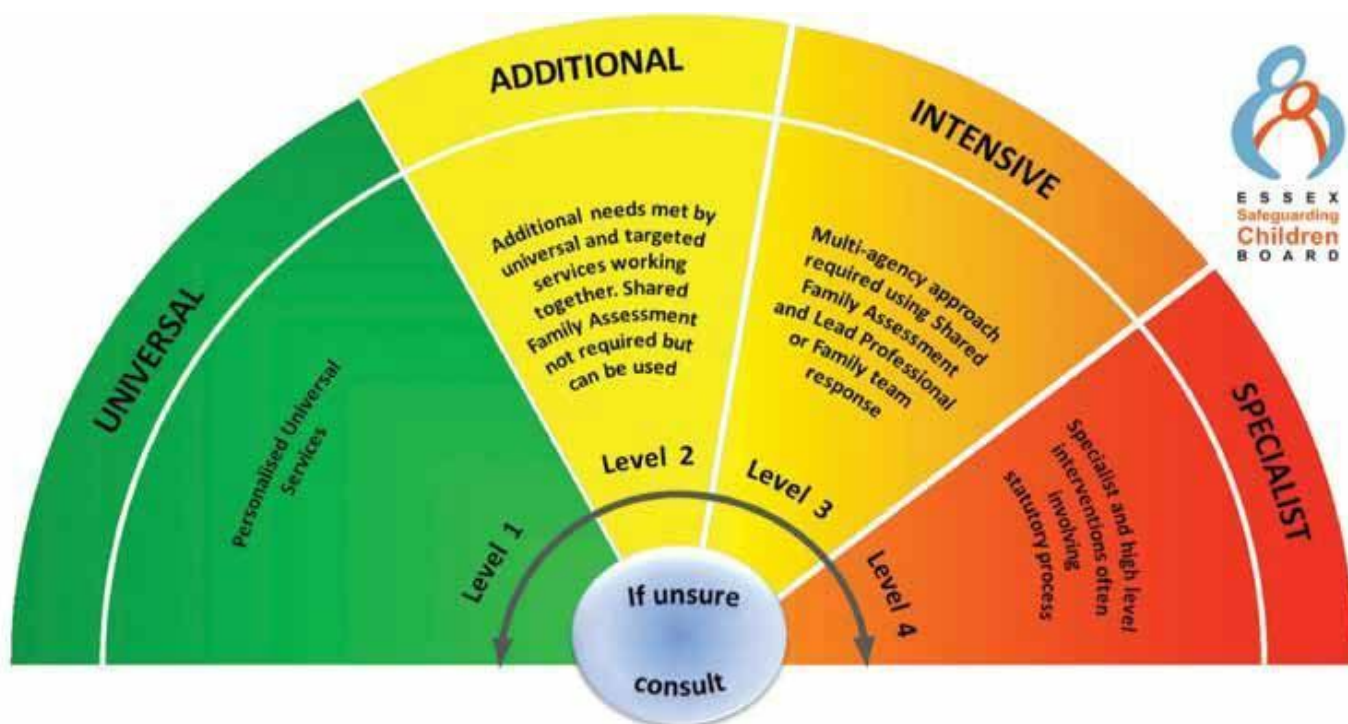 UNIVERSAL
Personalised Universal
Services
Level 1
ADDITIONAL
Additional needs met by
universal and targeted
services working
together. Shared
Family Assessment
not required but
can be used
Level 2
INTENSIVE
Multi-agency approach
required using Shared
Family Assessment
and Lead Professional
or Family team
response
Level 3
SPECIALIST
Specialist and high level
interventions often
involving
statutory process
Level 4
If unsure
consult
ESSEX
Safeguarding
Children
BOARD